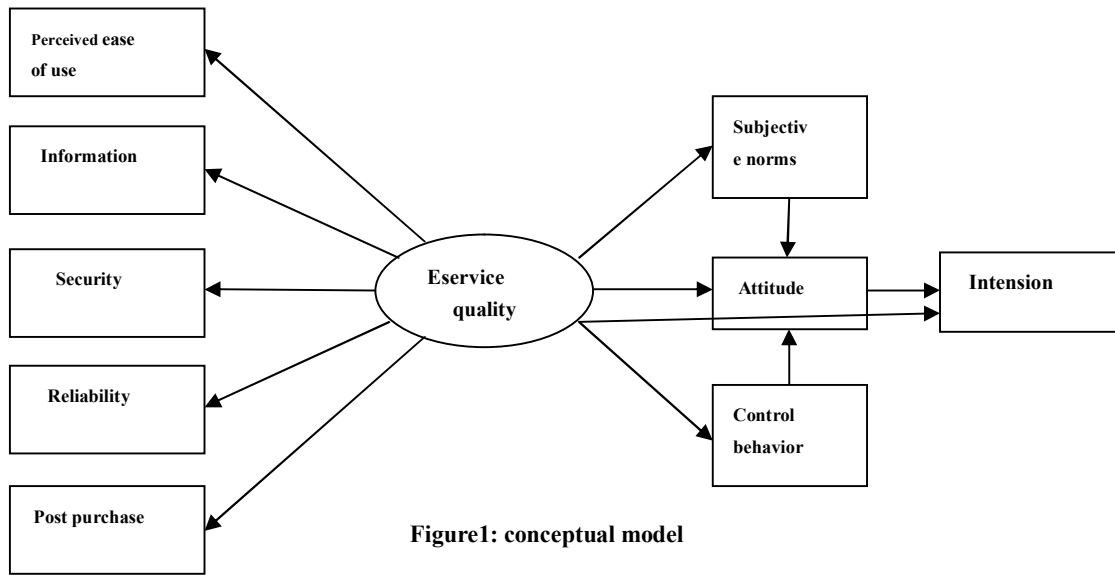 Perceived ease
of use
Information
Security
Reliability
Post purchase
Eservice
quality
Subjectiv
e norms
Attitude
Control
behavior
Intension
Figure1: conceptual model